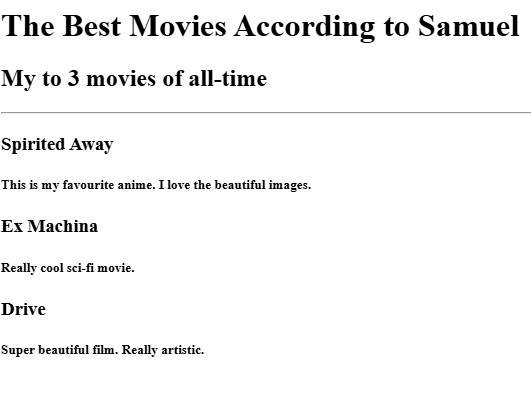 The Best Movies According to Samuel
My to 3 movies of all-time
Spirited Away
This is my favourite anime. I love the beautiful images.
Ex Machina
Really cool sci-fi movie.
Drive
Super beautiful film. Really artistic.